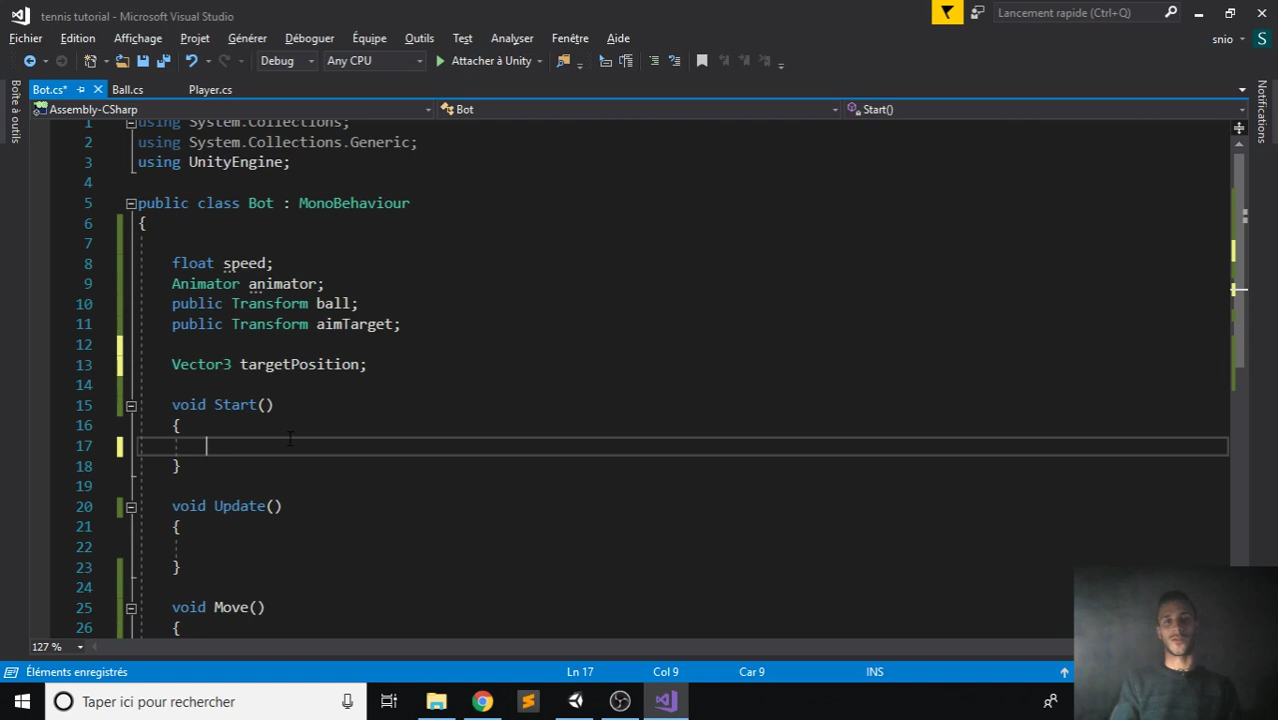 tennis tutorial - Microsoft Visual Studio
Lancement rapide (Ctrl+Q)
Fichier Edition Affichage Projet Générer Déboguer Équipe Outils Test Analyser Fenêtre Aide
snio S
Debug Any CPU Attacher à Unity
Boîte à outils
Bot.cs* Ball.cs Player.cs
Notifications
Assembly-CSharp Bot Start()
1 using System.Collections;
2 using System.Collections.Generic;
3 using UnityEngine;
4
5 public class Bot : MonoBehaviour
6 {
7
8 float speed;
9 Animator animator;
10 public Transform ball;
11 public Transform aimTarget;
12
13 Vector3 targetPosition;
14
15 void Start()
16 {
17
18 }
19
20 void Update()
21 {
22
23 }
24
25 void Move()
26 {
127 %
Éléments enregistrés Ln 17 Col 9 Car 9 INS
Taper ici pour rechercher